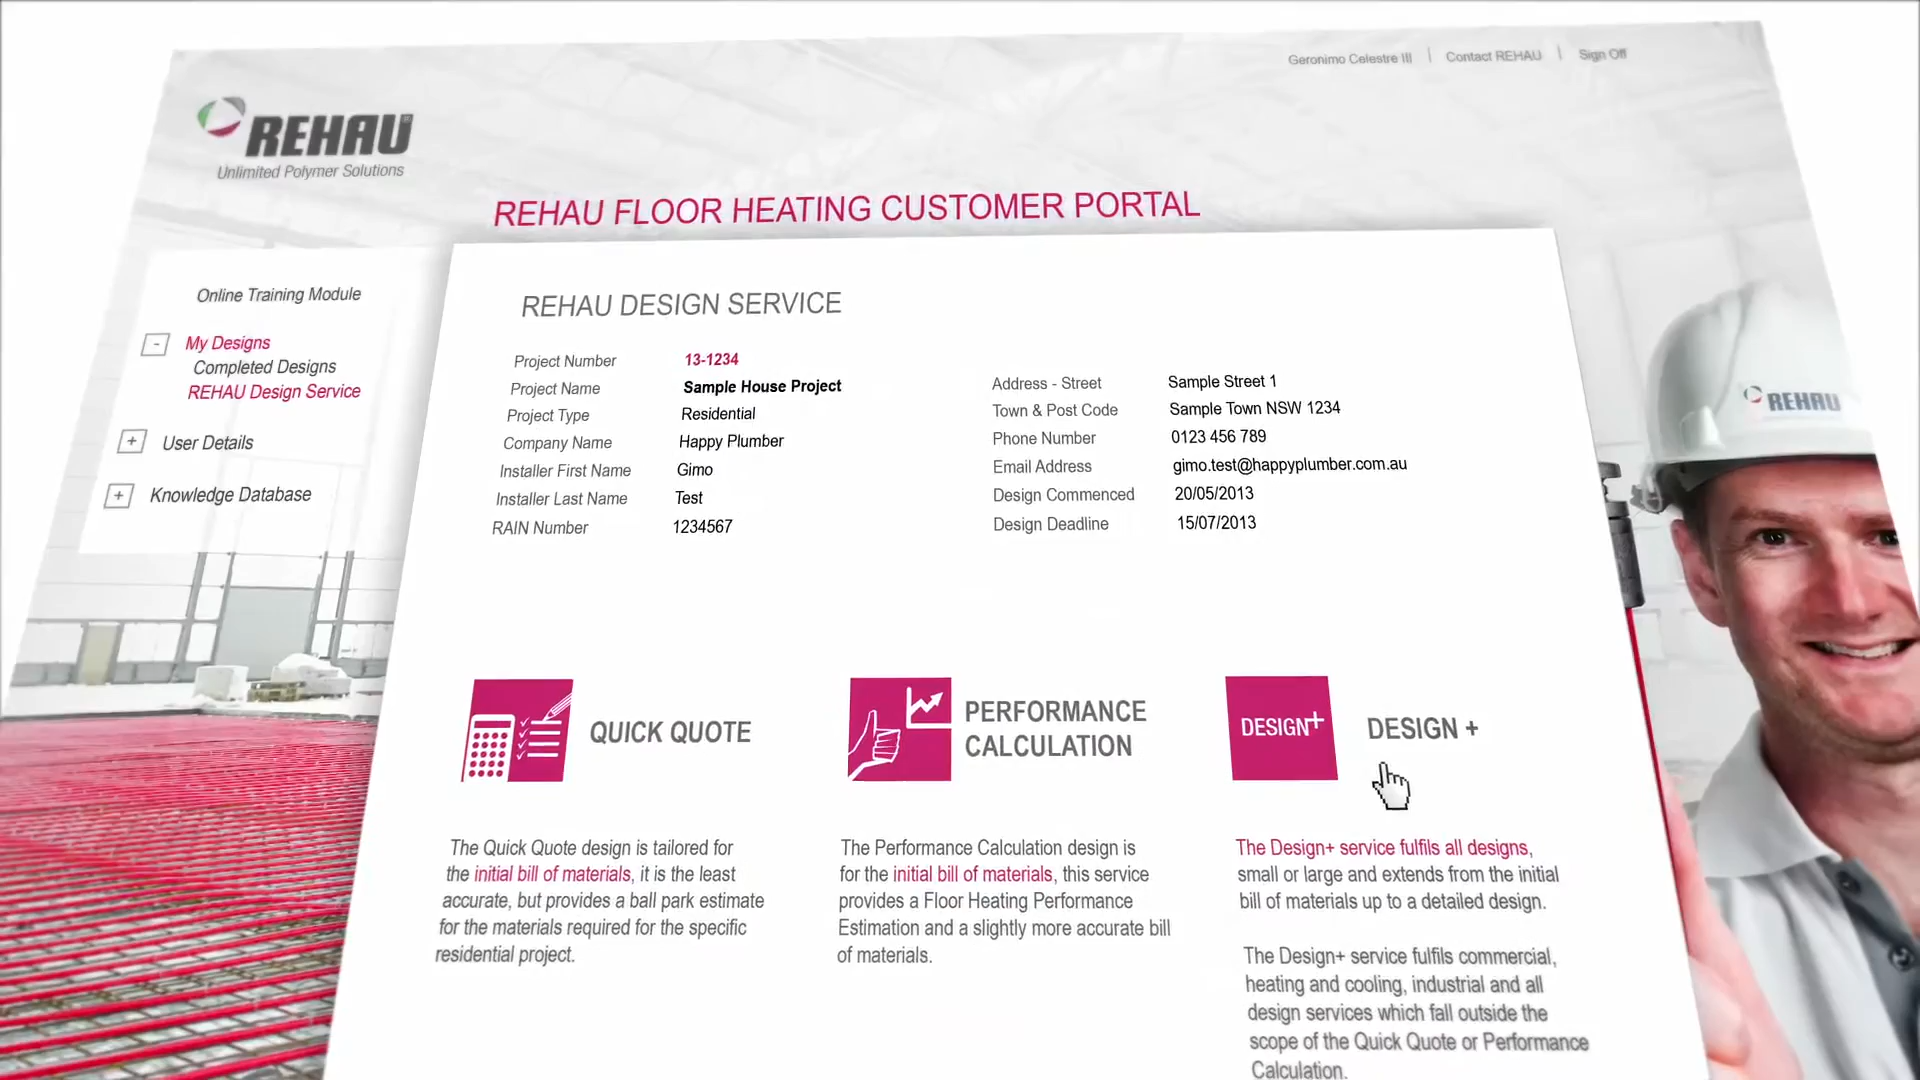 Geronimo Celestre III | Contact REHAU | Sign Off
REHAU
Unlimited Polymer Solutions
REHAU FLOOR HEATING CUSTOMER PORTAL
Online Training Module
- My Designs
Completed Designs
REHAU Design Service
+ User Details
+ Knowledge Database
REHAU DESIGN SERVICE
Project Number 13-1234
Project Name Sample House Project
Project Type Residential
Company Name Happy Plumber
Installer First Name Gimo
Installer Last Name Test
RAIN Number 1234567
Address - Street Sample Street 1
Town & Post Code Sample Town NSW 1234
Phone Number 0123 456 789
Email Address gimo.test@happyplumber.com.au
Design Commenced 20/05/2013
Design Deadline 15/07/2013
REHAU
QUICK QUOTE
The Quick Quote design is tailored for
the initial bill of materials, it is the least
accurate, but provides a ball park estimate
for the materials required for the specific
residential project.
PERFORMANCE
CALCULATION
The Performance Calculation design is
for the initial bill of materials, this service
provides a Floor Heating Performance
Estimation and a slightly more accurate bill
of materials.
DESIGN+
DESIGN +
The Design+ service fulfils all designs,
small or large and extends from the initial
bill of materials up to a detailed design.
The Design+ service fulfils commercial,
heating and cooling, industrial and all
design services which fall outside the
scope of the Quick Quote or Performance
Calculation.